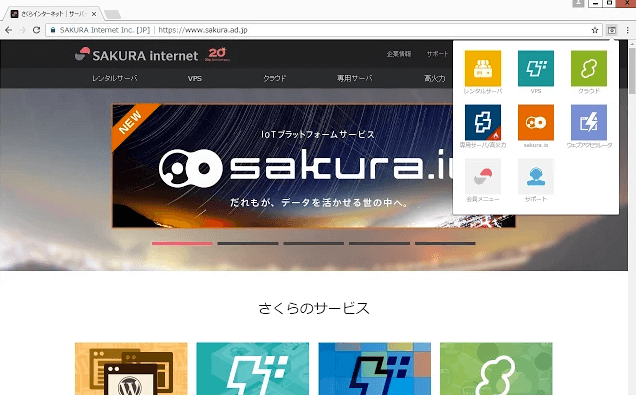 さくらインターネット | サーバ
SAKURA Internet Inc. [JP] https://www.sakura.ad.jp
SAKURA internet 20
企業情報 サポート
レンタルサーバ VPS クラウド 専用サーバ 高火力
NEW
IoTプラットフォームサービス
sakura.io
だれもが、データを活かせる世の中へ。
レンタルサーバ VPS クラウド
専用サーバ/高火力 sakura.io ウェブアクセラレータ
会員メニュー サポート
さくらのサービス